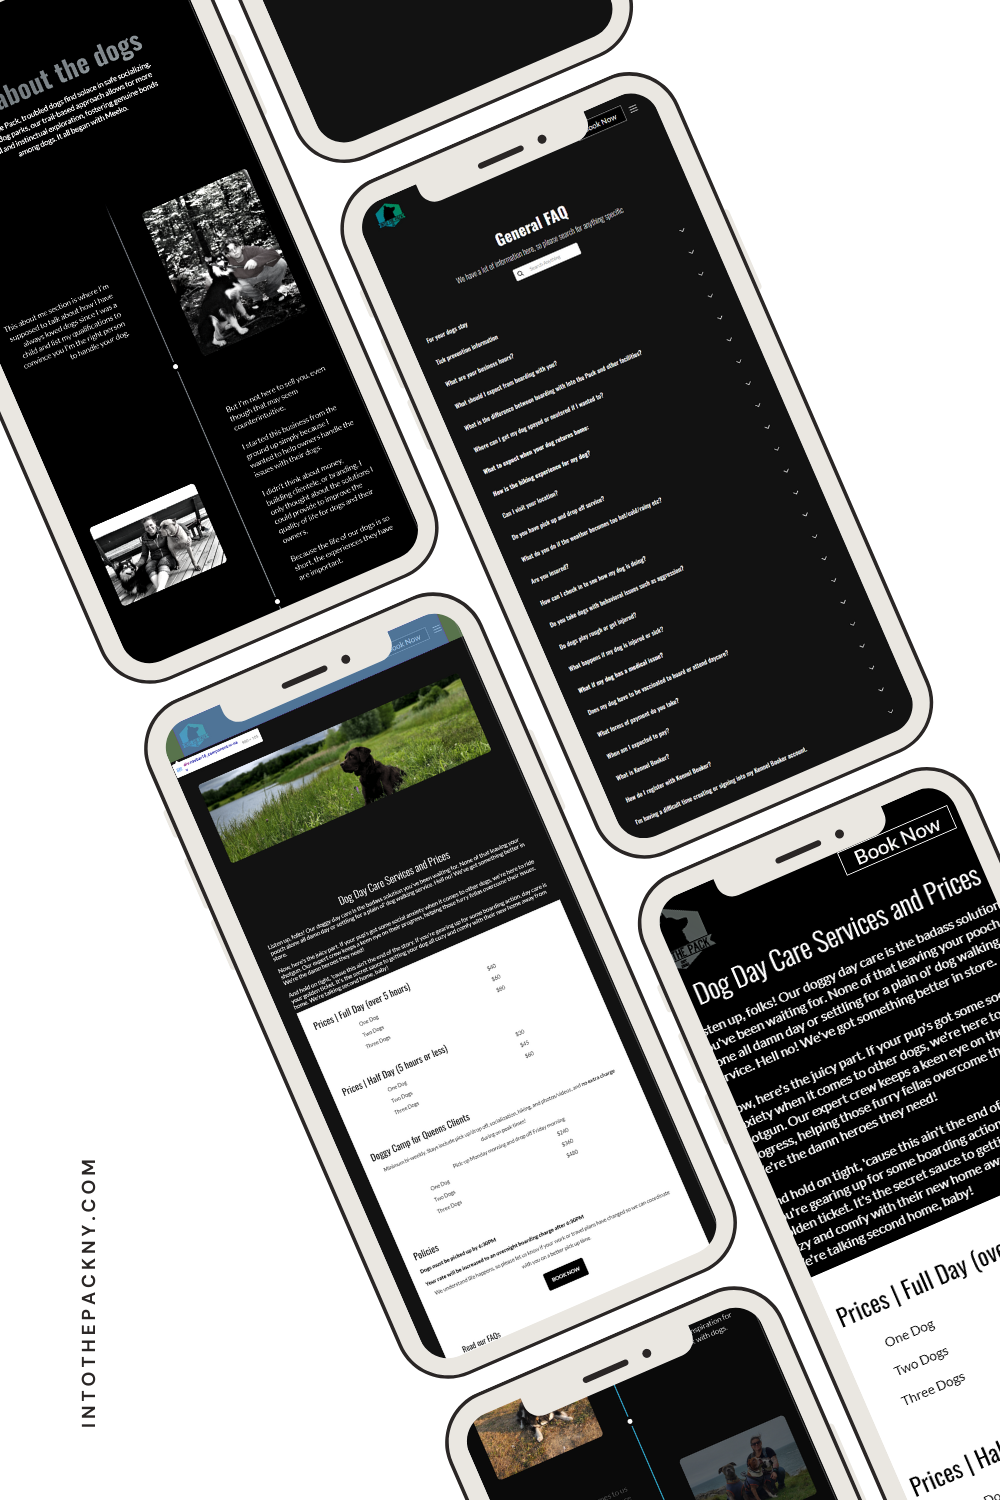 about the dogs
e Pack, troubled dogs find solace in safe socializing.
dog parks, our trail-based approach allows for more
l and instinctual exploration, fostering genuine bonds
among dogs. It all began with Meeko.
This about me section is where I'm
supposed to talk about how I have
always loved dogs since I was a
child and list my qualifications to
convince you I'm the right person
to handle your dog.
But I'm not here to sell you, even
though that may seem
counterintuitive.
I started this business from the
ground up simply because I
wanted to help owners handle the
issues with their dogs.
I didn't think about money,
building clientele, or branding, I
only thought about the solutions I
could provide to improve the
quality of life for dogs and their
owners.
Because the life of our dogs is so
short, the experiences they have
are important.
ook Now
General FAQ
We have a lot of information here, so please search for anything specific
Search anything
For your dogs stay
Tick prevention information
What are your business hours?
What should I expect from boarding with you?
What is the difference between boarding with Into the Pack and other facilities?
Where can I get my dog spayed or neutered if I wanted to?
What to expect when your dog returns home:
How is the hiking experience for my dog?
Can I visit your location?
Do you have pick up and drop off service?
What do you do if the weather becomes too hot/cold/rainy etc?
Are you insured?
How can I check in to see how my dog is doing?
Do you take dogs with behavioral issues such as aggression?
Do dogs play rough or get injured?
What happens if my dog is injured or sick?
What if my dog has a medical issue?
Does my dog have to be vaccinated to board or attend daycare?
What forms of payment do you take?
When am I expected to pay?
What is Kennel Booker?
How do I register with Kennel Booker?
I'm having a difficult time creating or signing into my Kennel Booker account.
ook Now
Dog Day Care Services and Prices
Listen up, folks! Our doggy day care is the badass solution you've been waiting for. None of that leaving your
pooch alone all damn day or settling for a plain ol' dog walking service. Hell no! We've got something better in
store.
Now, here's the juicy part. If your pup's got some social anxiety when it comes to other dogs, we're here to ride
shotgun. Our expert crew keeps a keen eye on their progress, helping those furry fellas overcome their issues.
We're the damn heroes they need!
And hold on tight, 'cause this ain't the end of the story. If you're gearing up for some boarding action, day care is
your golden ticket. It's the secret sauce to getting your dog all cozy and comfy with their new home away from
home. We're talking second home, baby!
Prices | Full Day (over 5 hours)
One Dog $40
Two Dogs $60
Three Dogs $80
Prices | Half Day (5 hours or less)
One Dog $30
Two Dogs $45
Three Dogs $60
Doggy Camp for Queens Clients
Minimum bi-weekly. Stays include pick up/drop off, socialization, hiking, and photos/videos, and no extra charge
during on peak times!
Pick up Monday morning and drop off Friday morning
One Dog $240
Two Dogs $360
Three Dogs $480
Policies
Dogs must be picked up by 6:30PM
Your rate will be increased to an overnight boarding charge after 6:30PM
We understand life happens, so please let us know if your work or travel plans have changed so we can coordinate
with you on a better pick up time.
BOOK NOW
Read our FAQs
Book Now
THE PACK
Dog Day Care Services and Prices
sten up, folks! Our doggy day care is the badass solution
u've been waiting for. None of that leaving your pooch
one all damn day or settling for a plain ol' dog walking
rvice. Hell no! We've got something better in store.
ow, here's the juicy part. If your pup's got some so
xiety when it comes to other dogs, we're here to
otgun. Our expert crew keeps a keen eye on the
ogress, helping those furry fellas overcome th
e're the damn heroes they need!
nd hold on tight, 'cause this ain't the end of
u're gearing up for some boarding action
lden ticket. It's the secret sauce to gett
zy and comfy with their new home aw
e're talking second home, baby!
Prices | Full Day (ove
One Dog
Two Dogs
Three Dogs
Prices | Hal
Do
nspiration for
with dogs.
es to us
INTOTHEPACKNY.COM